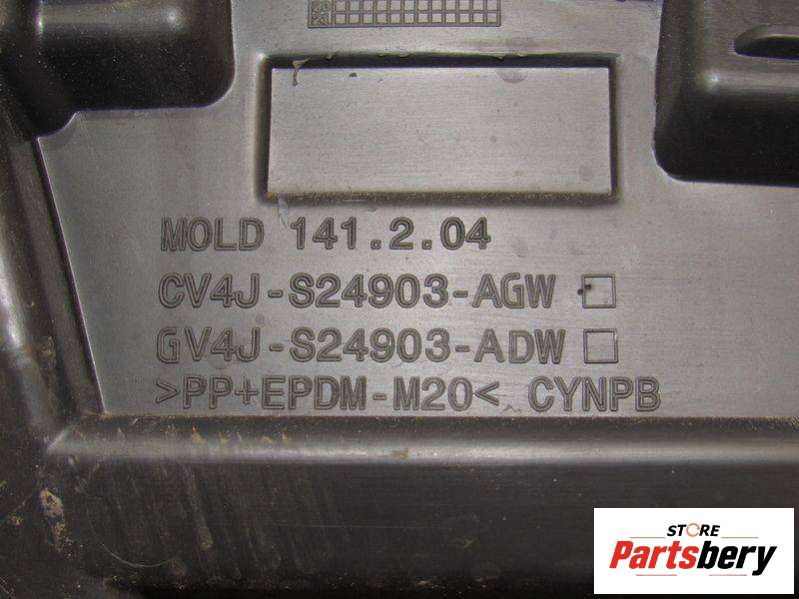 MOLD 141.2.04
CV4J-S24903-AGW
GV4J-S24903-ADW
>PP+EPDM-M20< CYNPB
STORE
Partsbery